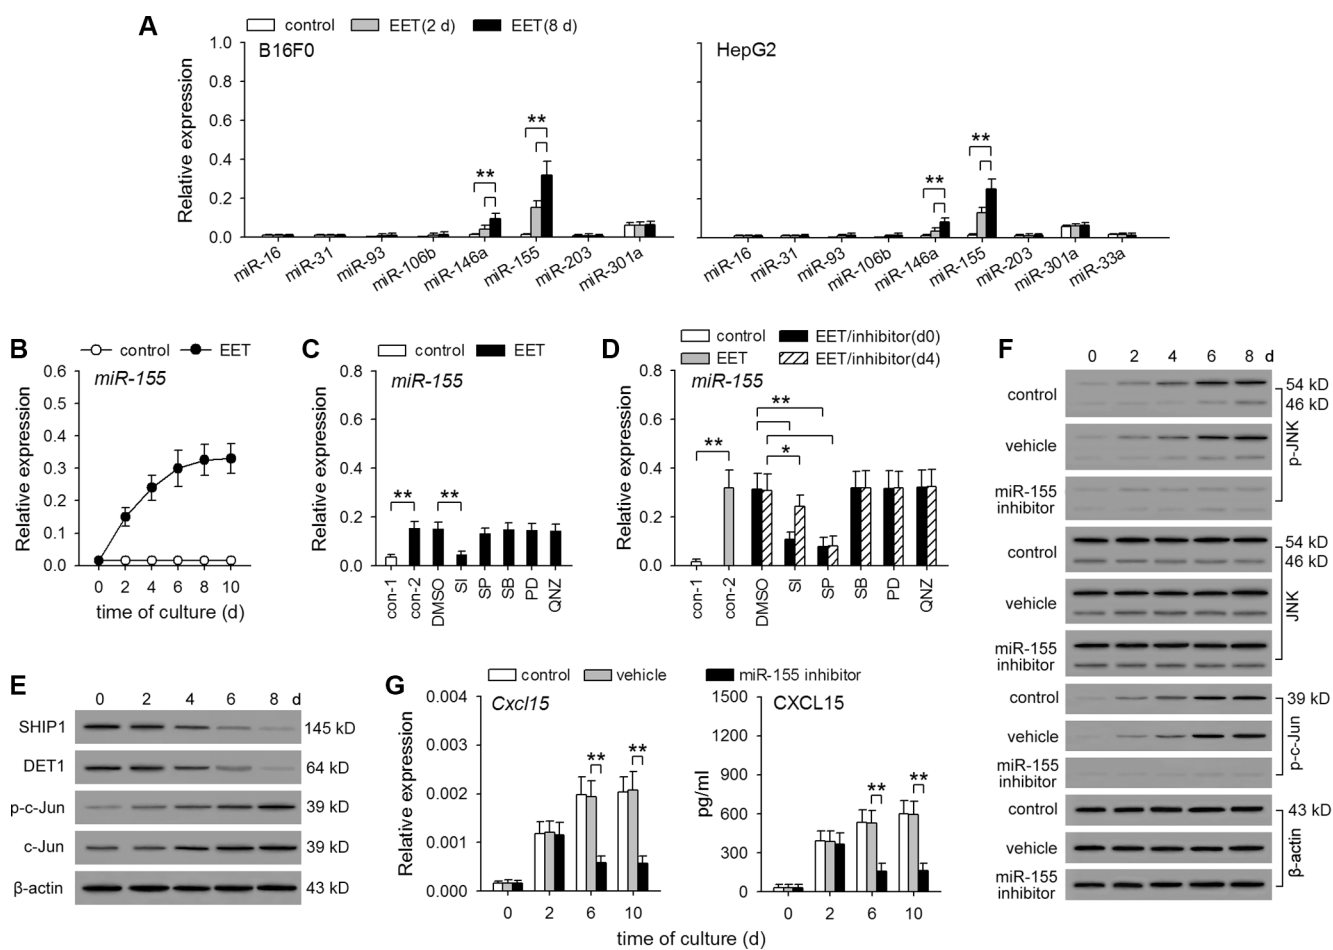 A
control EET(2 d) EET(8 d)
B16F0
HepG2
Relative expression
1.0
0.8
0.6
0.4
0.2
0.0
** **
** **
miR-16 miR-31 miR-93 miR-106b miR-146a miR-155 miR-203 miR-301a
miR-16 miR-31 miR-93 miR-106b miR-146a miR-155 miR-203 miR-301a miR-33a
B
control EET
miR-155
Relative expression
0.6
0.5
0.4
0.3
0.2
0.1
0.0
0 2 4 6 8 10
time of culture (d)
C
control EET
miR-155
Relative expression
0.8
0.6
0.4
0.2
0.0
** **
con-1 con-2 DMSO SI SP SB PD QNZ
D
control EET/inhibitor(d0)
EET EET/inhibitor(d4)
miR-155
Relative expression
0.8
0.6
0.4
0.2
0.0
** ** *
con-1 con-2 DMSO SI SP SB PD QNZ
E
0 2 4 6 8 d
SHIP1 145 kD
DET1 64 kD
p-c-Jun 39 kD
c-Jun 39 kD
β-actin 43 kD
F
0 2 4 6 8 d
control 54 kD
46 kD
vehicle
miR-155
inhibitor
p-JNK
control 54 kD
46 kD
vehicle
miR-155
inhibitor
JNK
control 39 kD
vehicle
miR-155
inhibitor
p-c-Jun
control 43 kD
vehicle
miR-155
inhibitor
β-actin
G
control vehicle miR-155 inhibitor
Cxcl15
Relative expression
0.004
0.003
0.002
0.001
0.000
** **
0 2 6 10
CXCL15
pg/ml
1500
1200
900
600
300
0
** **
0 2 6 10
time of culture (d)